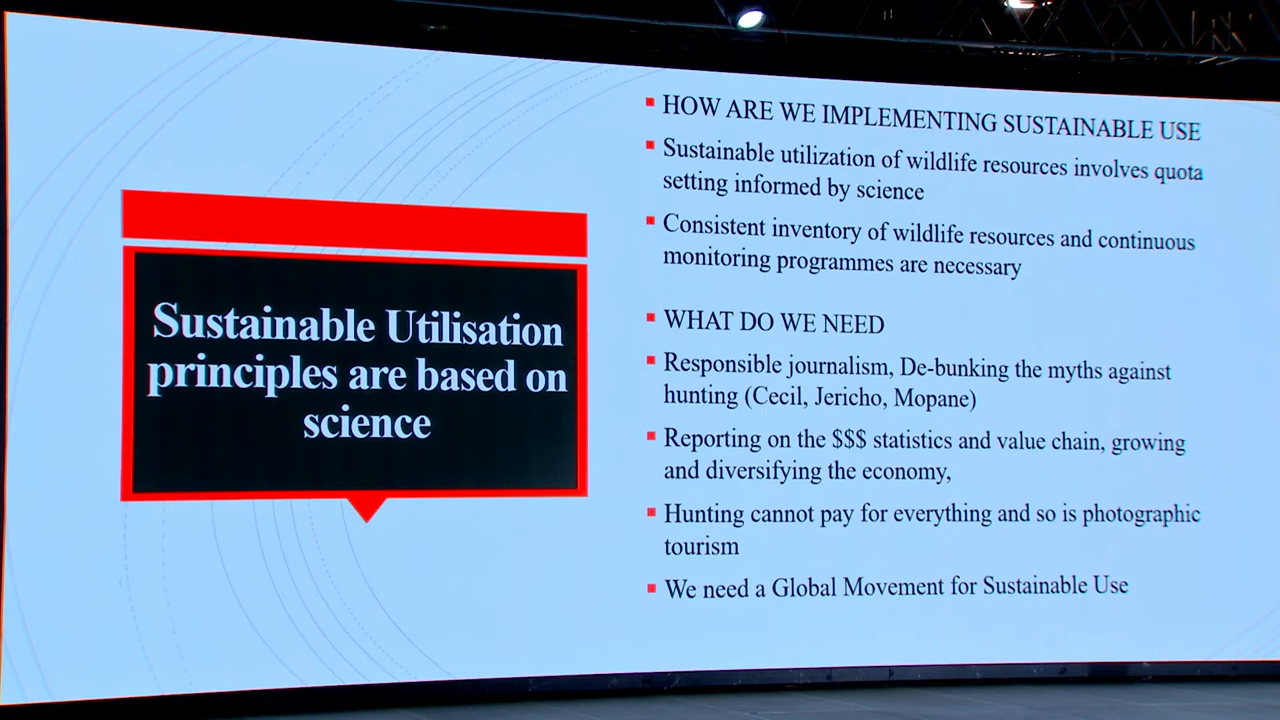 Sustainable Utilisation
principles are based on
science
HOW ARE WE IMPLEMENTING SUSTAINABLE USE
Sustainable utilization of wildlife resources involves quota
setting informed by science
Consistent inventory of wildlife resources and continuous
monitoring programmes are necessary
WHAT DO WE NEED
Responsible journalism, De-bunking the myths against
hunting (Cecil, Jericho, Mopane)
Reporting on the $$$ statistics and value chain, growing
and diversifying the economy,
Hunting cannot pay for everything and so is photographic
tourism
We need a Global Movement for Sustainable Use